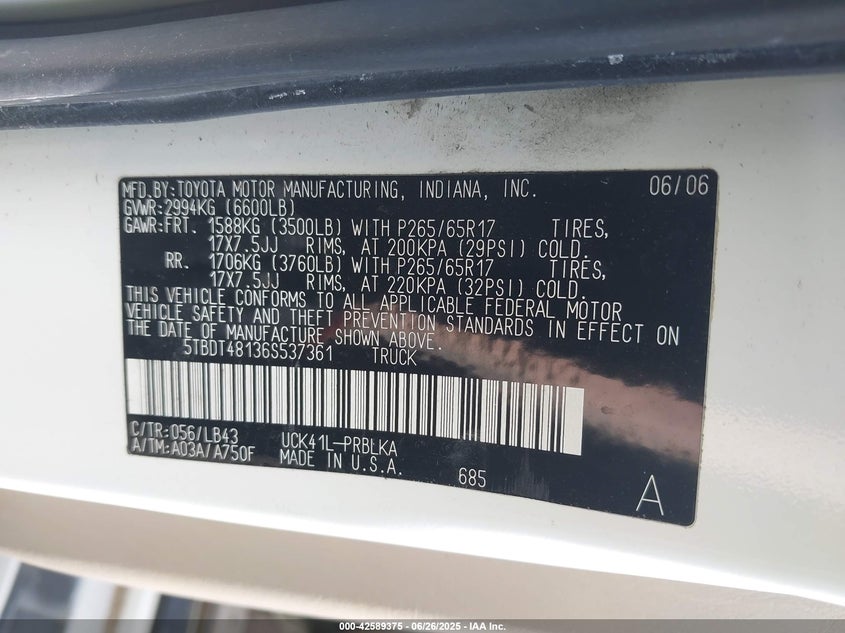 MFD.BY:TOYOTA MOTOR MANUFACTURING, INDIANA, INC. 06/06
GVWR:2994KG (6600LB)
GAWR:FRT. 1588KG (3500LB) WITH P265/65R17 TIRES,
17X7.5JJ RIMS, AT 200KPA (29PSI) COLD.
RR. 1706KG (3760LB) WITH P265/65R17 TIRES,
17X7.5JJ RIMS, AT 220KPA (32PSI) COLD.
THIS VEHICLE CONFORMS TO ALL APPLICABLE FEDERAL MOTOR
VEHICLE SAFETY AND THEFT PREVENTION STANDARDS IN EFFECT ON
THE DATE OF MANUFACTURE SHOWN ABOVE.
5TBDT48136S537361 TRUCK
C/TR:056/LB43 UCK41L-PRBLKA
A/TM:A03A/A750F MADE IN U.S.A. 685
A
000-42589375 - 06/26/2025 - IAA Inc.